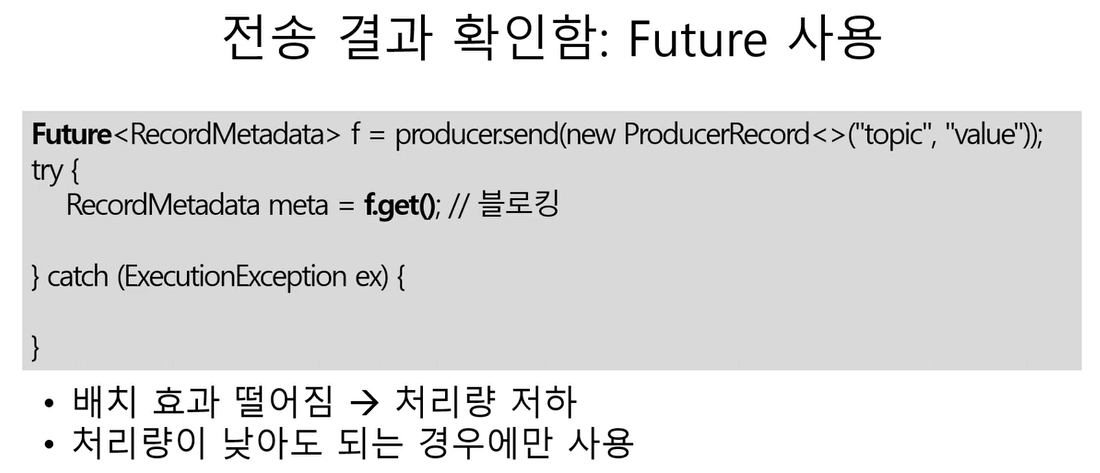 전송 결과 확인함: Future 사용
Future<RecordMetadata> f = producer.send(new ProducerRecord<>("topic", "value"));
try {
RecordMetadata meta = f.get(); // 블로킹
} catch (ExecutionException ex) {
}
• 배치 효과 떨어짐 → 처리량 저하
• 처리량이 낮아도 되는 경우에만 사용